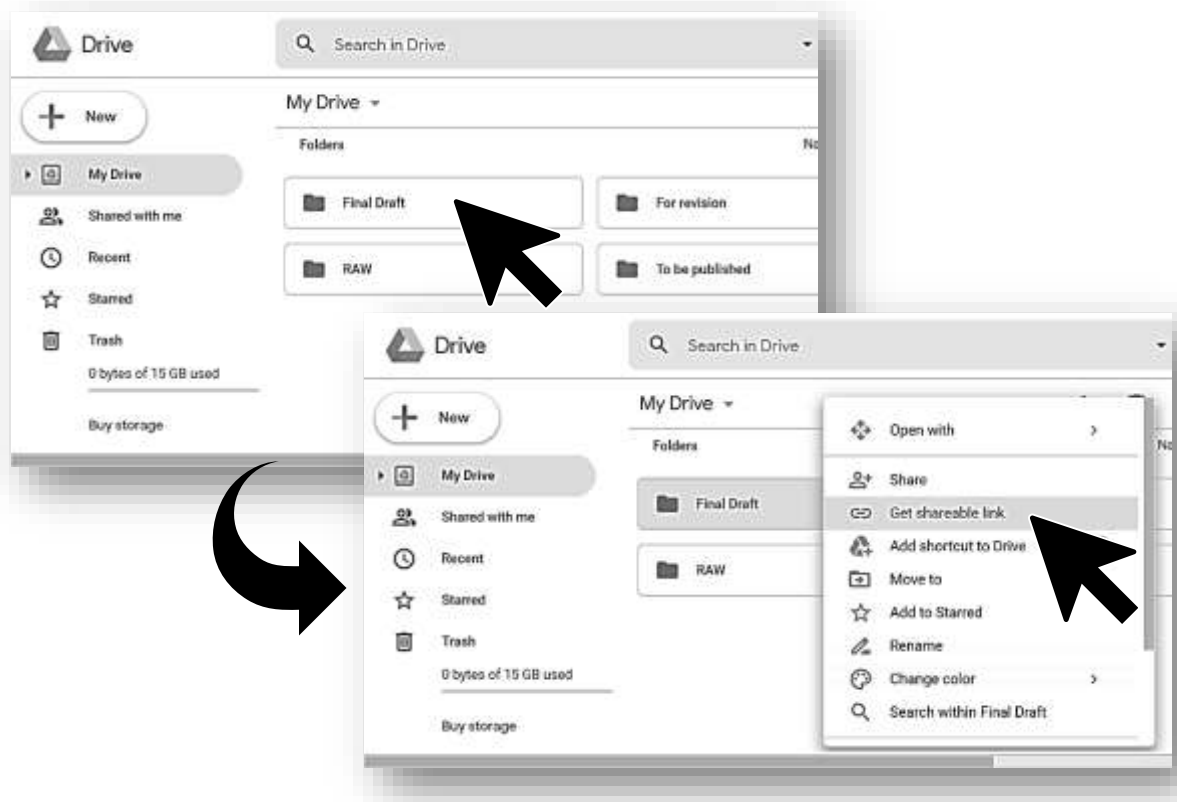 Drive
Search in Drive
New
My Drive
Folders
My Drive
Final Draft
For revision
Shared with me
Recent
RAW
To be published
Starred
Trash
0 bytes of 15 GB used
Buy storage
Drive
Search in Drive
New
My Drive
Open with
Folders
Share
My Drive
Final Draft
Get shareable link
Shared with me
Add shortcut to Drive
Recent
RAW
Move to
Starred
Add to Starred
Trash
Rename
0 bytes of 15 GB used
Change color
Search within Final Draft
Buy storage